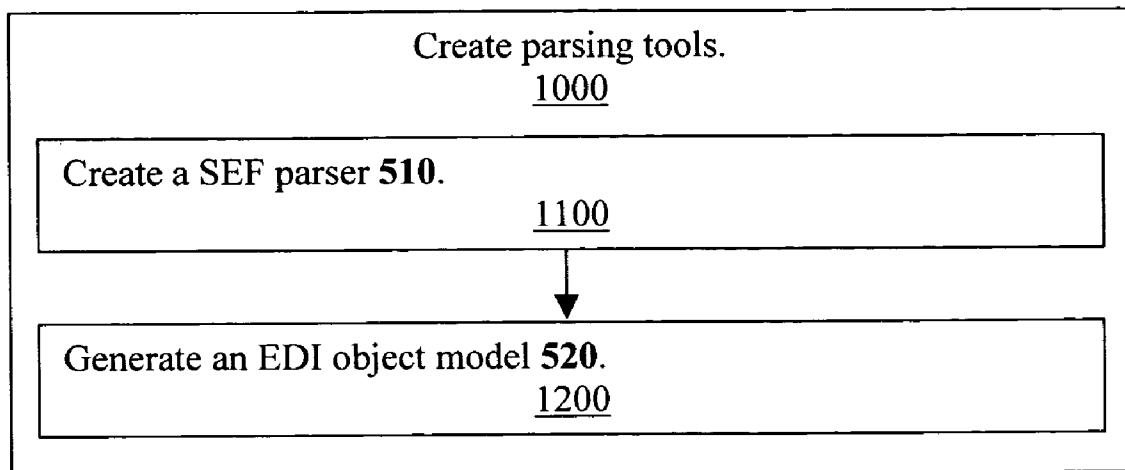 Create parsing tools.
1000
Create a SEF parser 510.
1100
Generate an EDI object model 520.
1200